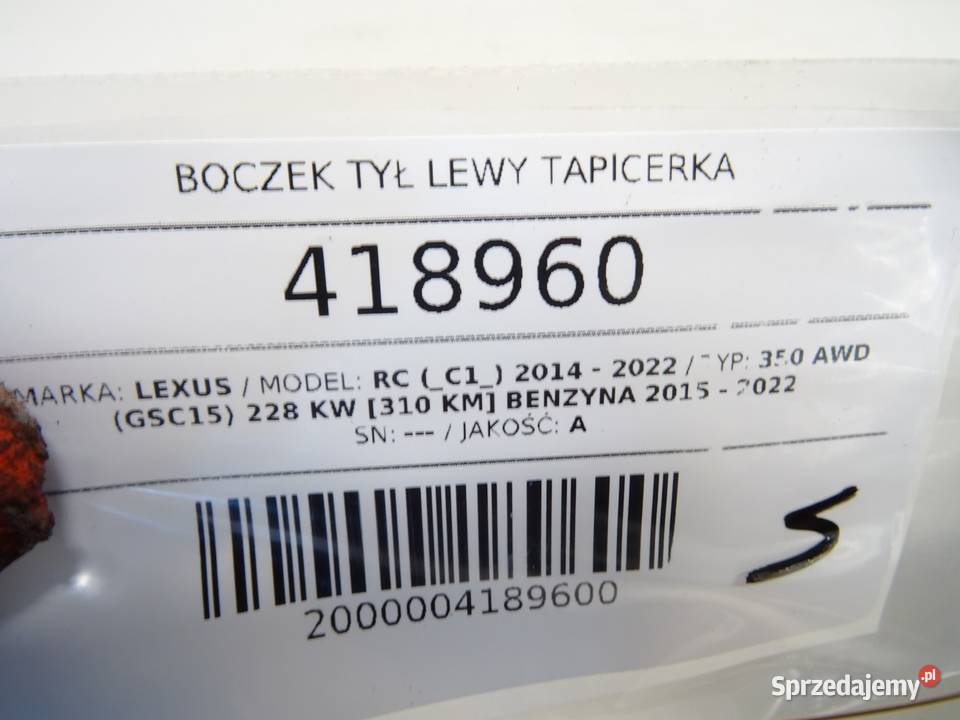 BOCZEK TYŁ LEWY TAPICERKA
418960
MARKA: LEXUS / MODEL: RC (_C1_) 2014 - 2022 / TYP: 350 AWD
(GSC15) 228 KW [310 KM] BENZYNA 2015 - 2022
SN: --- / JAKOŚĆ: A
S
2000004189600
Sprzedajemy.pl